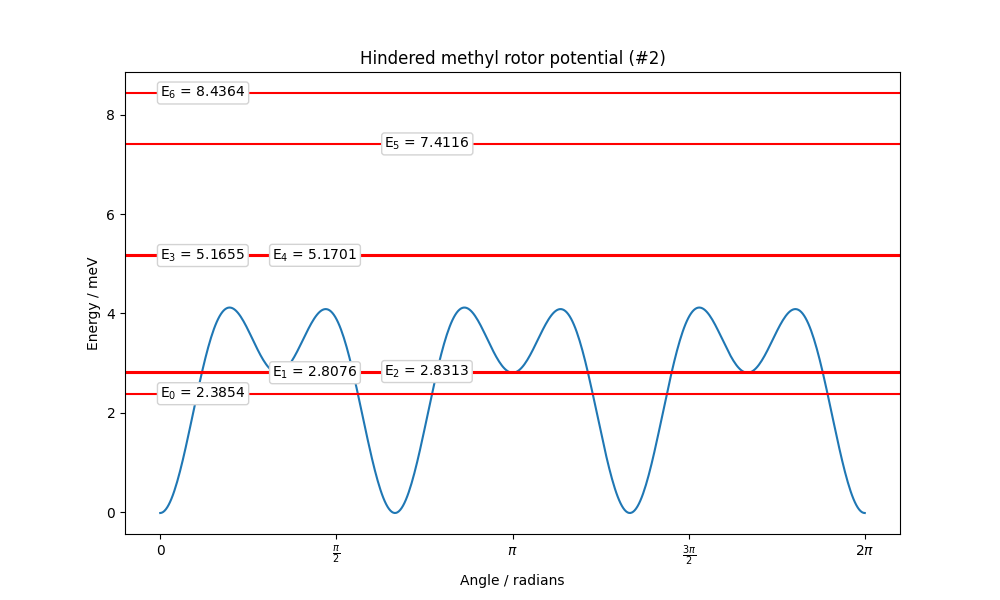 Hindered methyl rotor potential (#2)
Energy / meV
8
6
4
2
0
E₆ = 8.4364
E₅ = 7.4116
E₃ = 5.1655 E₄ = 5.1701
E₁ = 2.8076 E₂ = 2.8313
E₀ = 2.3854
0 π/2 π 3π/2 2π
Angle / radians